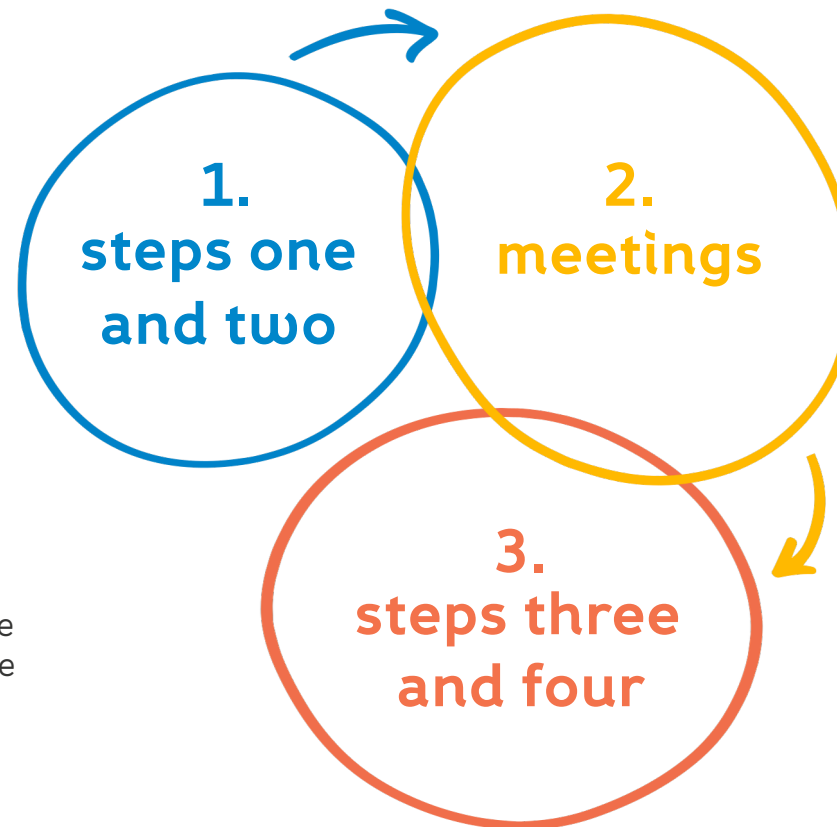 1.
steps one
and two
2.
meetings
3.
steps three
and four
e
e